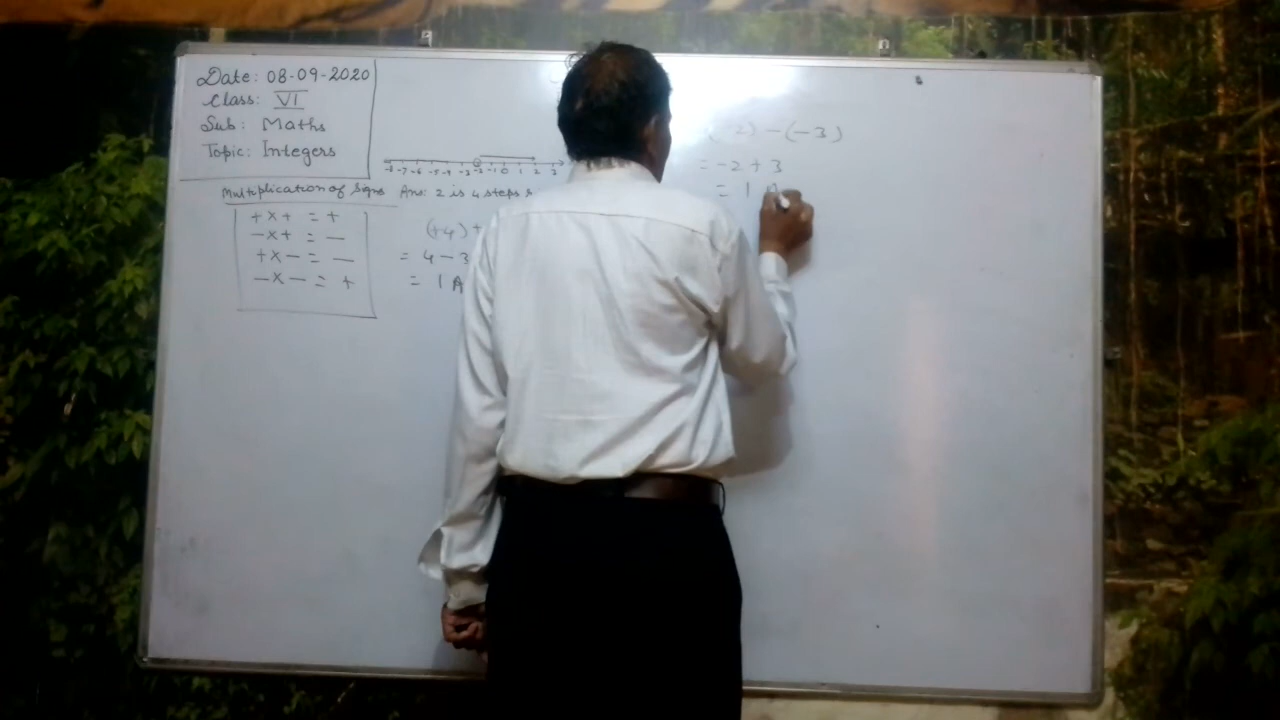 Date: 08-09-2020
Class: VI
Sub: Maths
Topic: Integers
-8 -7 -6 -5 -4 -3 -2 -1 0 1 2 3
Multiplication of Signs
+ × + = +
- × + = -
+ × - = -
- × - = +
Ans: 2 is 4 steps
(+4) +
= 4 - 3
= 1 A
2) - (-3)
= -2 + 3
= 1